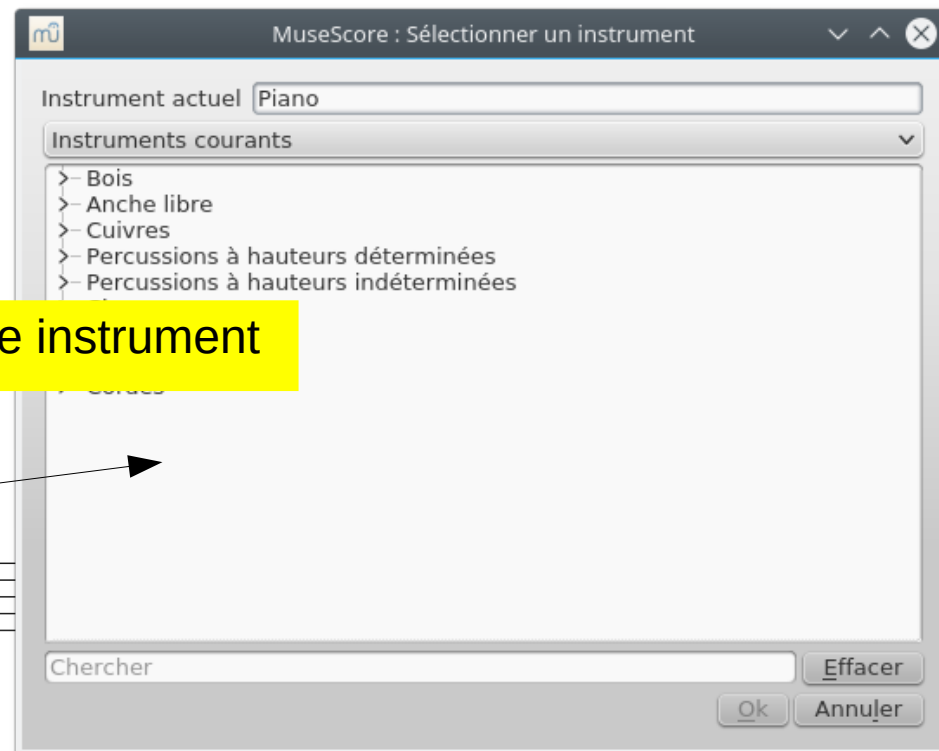 MuseScore : Sélectionner un instrument
Instrument actuel Piano
Instruments courants
Bois
Anche libre
Cuivres
Percussions à hauteurs déterminées
Percussions à hauteurs indéterminées
e instrument
Cordes
Chercher
Effacer
Ok Annuler